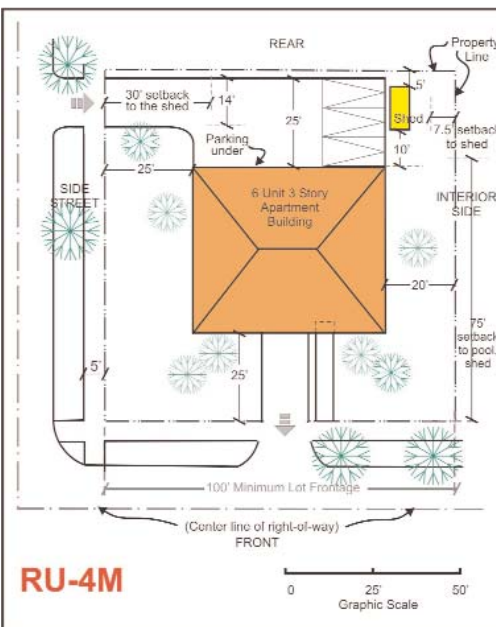 REAR
Property
Line
5'
30' setback
to the shed
14'
25'
Shed
7.5' setback
to shed
Parking
under
10'
25'
SIDE
STREET
6 Unit 3 Story
Apartment
Building
INTERIOR
SIDE
20'
75'
setback
to pool,
shed
5'
25'
100' Minimum Lot Frontage
(Center line of right-of-way)
FRONT
RU-4M
0 25' 50'
Graphic Scale